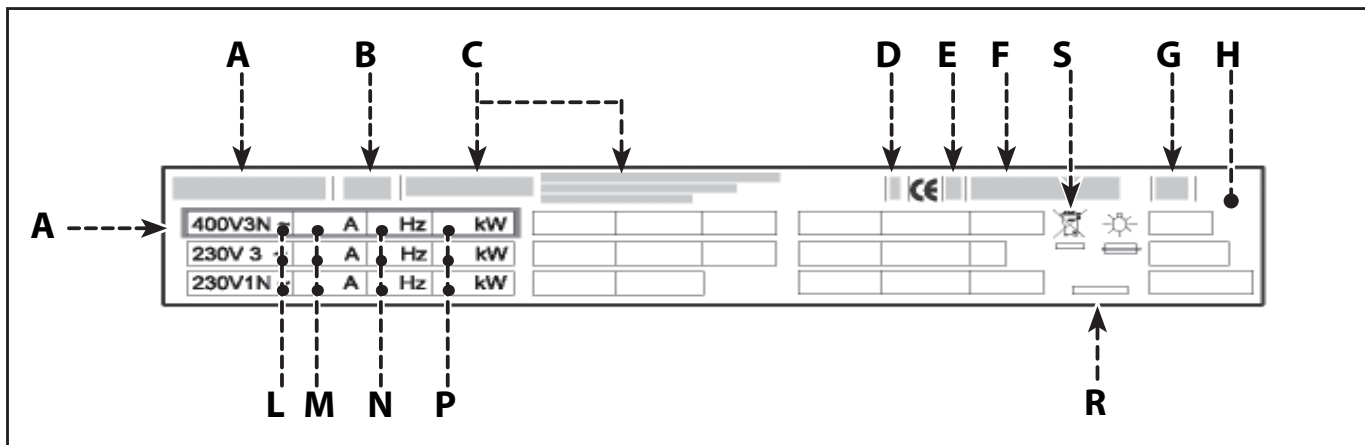 A B C D E F S G H
CE
A
400V3N ~ A Hz kW
230V 3 ~ A Hz kW
230V1N ~ A Hz kW
L M N P
R